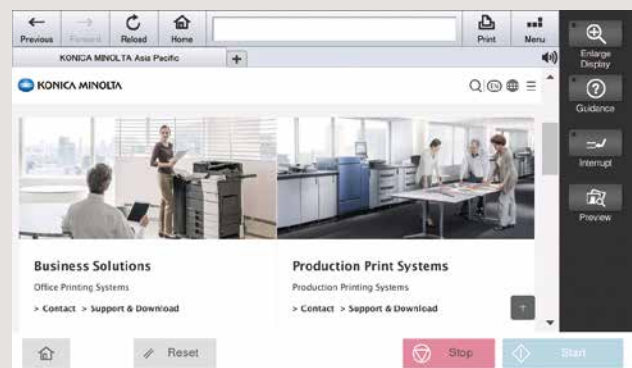 Previous Forward Reload Home Print Menu
KONICA MINOLTA Asia Pacific +
Enlarge
Display
KONICA MINOLTA EN
Guidance
Interrupt
Preview
Business Solutions Production Print Systems
Office Printing Systems Production Printing Systems
> Contact > Support & Download > Contact > Support & Download
Reset Stop Start